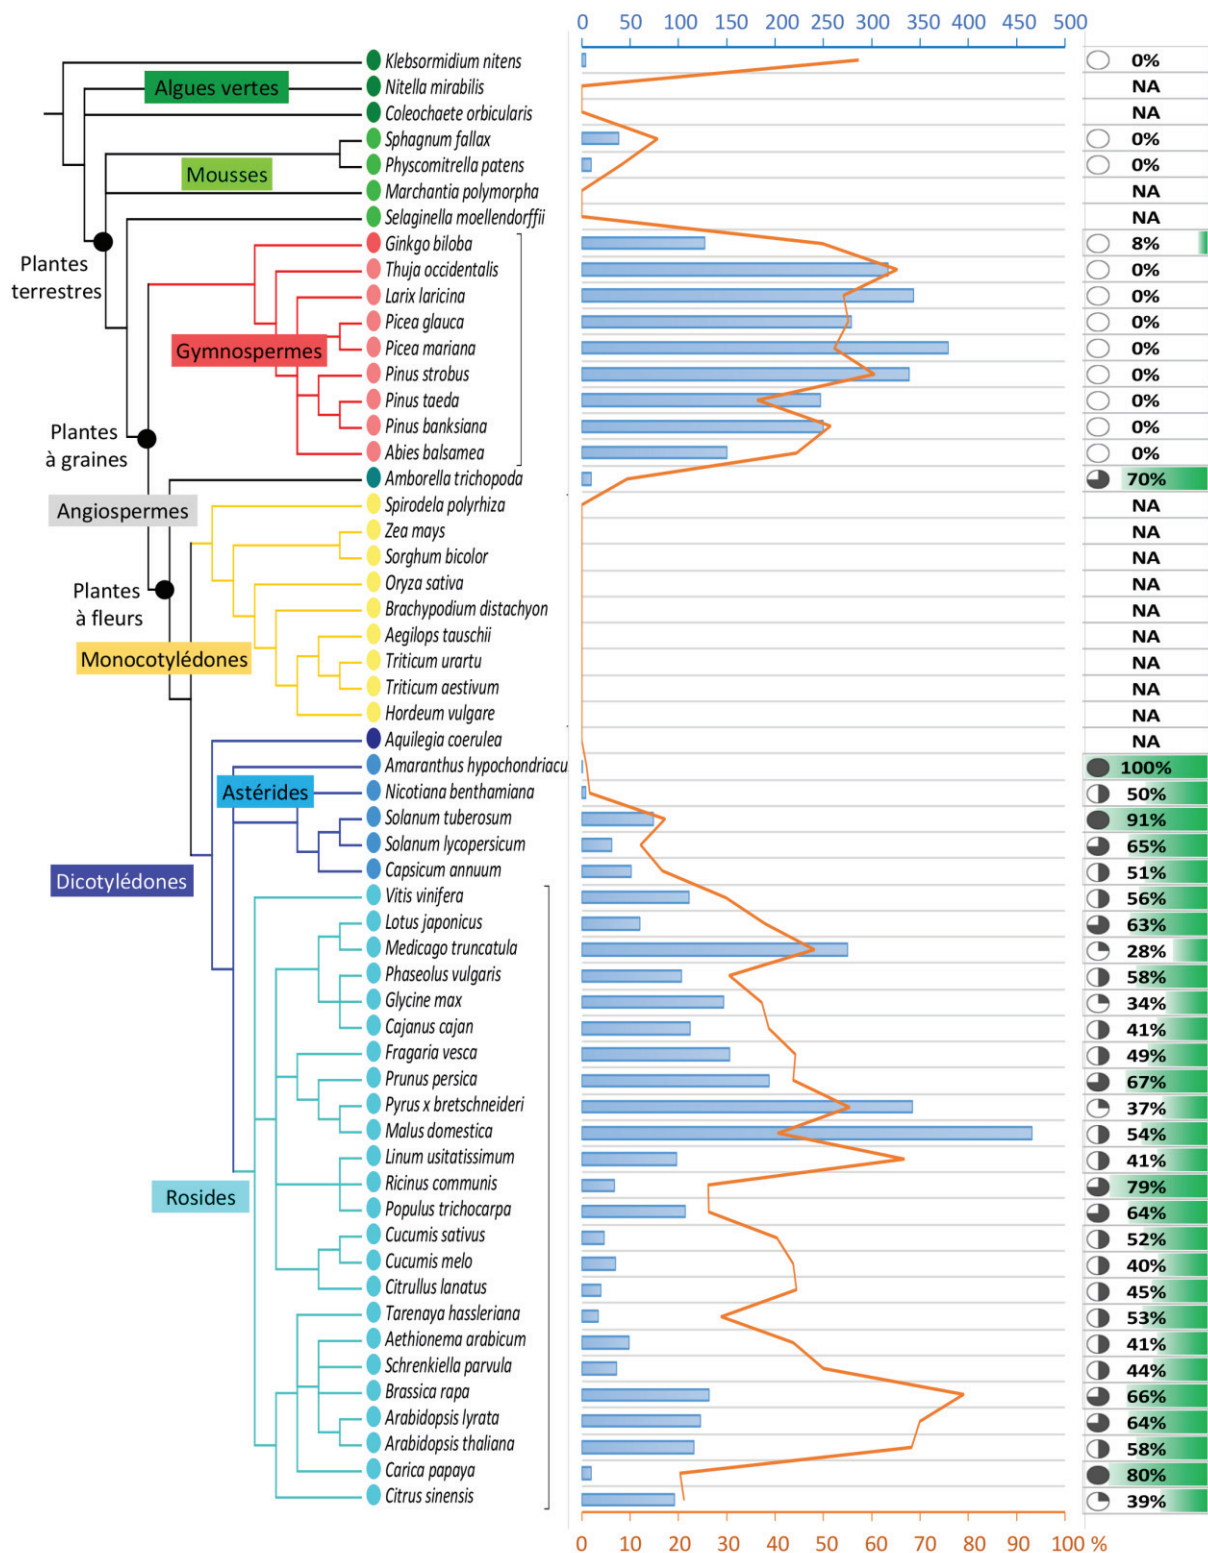 0 50 100 150 200 250 300 350 400 450 500
Klebsormidium nitens 0%
Algues vertes
Nitella mirabilis NA
Coleochaete orbicularis NA
Sphagnum fallax 0%
Physcomitrella patens 0%
Mousses
Marchantia polymorpha NA
Selaginella moellendorffii NA
Ginkgo biloba 8%
Plantes
terrestres
Thuja occidentalis 0%
Larix laricina 0%
Picea glauca 0%
Gymnospermes
Picea mariana 0%
Pinus strobus 0%
Pinus taeda 0%
Pinus banksiana 0%
Plantes
à graines
Abies balsamea 0%
Amborella trichopoda 70%
Angiospermes
Spirodela polyrhiza NA
Zea mays NA
Sorghum bicolor NA
Oryza sativa NA
Plantes
à fleurs
Brachypodium distachyon NA
Aegilops tauschii NA
Monocotylédones
Triticum urartu NA
Triticum aestivum NA
Hordeum vulgare NA
Aquilegia coerulea NA
Amaranthus hypochondriacu 100%
Astérides
Nicotiana benthamiana 50%
Solanum tuberosum 91%
Solanum lycopersicum 65%
Capsicum annuum 51%
Dicotylédones
Vitis vinifera 56%
Lotus japonicus 63%
Medicago truncatula 28%
Phaseolus vulgaris 58%
Glycine max 34%
Cajanus cajan 41%
Fragaria vesca 49%
Prunus persica 67%
Pyrus x bretschneideri 37%
Malus domestica 54%
Linum usitatissimum 41%
Rosides
Ricinus communis 79%
Populus trichocarpa 64%
Cucumis sativus 52%
Cucumis melo 40%
Citrullus lanatus 45%
Tarenaya hassleriana 53%
Aethionema arabicum 41%
Schrenkiella parvula 44%
Brassica rapa 66%
Arabidopsis lyrata 64%
Arabidopsis thaliana 58%
Carica papaya 80%
Citrus sinensis 39%
0 10 20 30 40 50 60 70 80 90 100 %